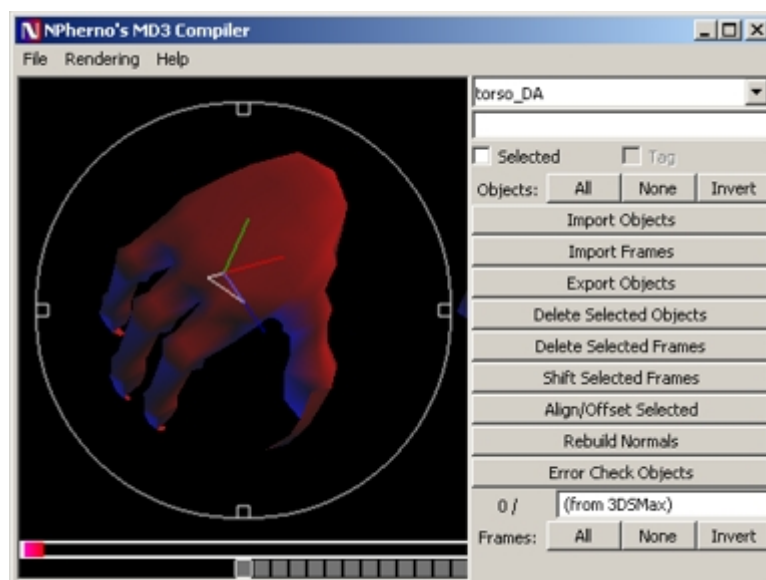 NPherno's MD3 Compiler
File Rendering Help
torso_DA
Selected Tag
Objects: All None Invert
Import Objects
Import Frames
Export Objects
Delete Selected Objects
Delete Selected Frames
Shift Selected Frames
Align/Offset Selected
Rebuild Normals
Error Check Objects
0 / (from 3DSMax)
Frames: All None Invert